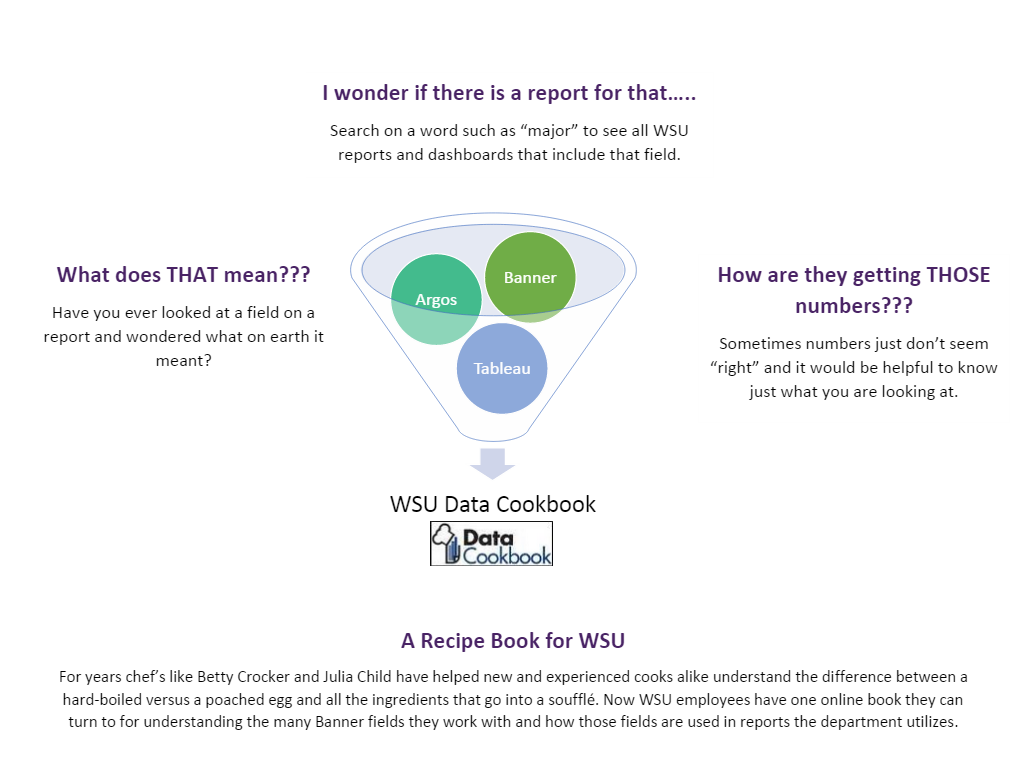 I wonder if there is a report for that…..
Search on a word such as “major” to see all WSU
reports and dashboards that include that field.
What does THAT mean???
Have you ever looked at a field on a
report and wondered what on earth it
meant?
Argos
Banner
Tableau
How are they getting THOSE
numbers???
Sometimes numbers just don’t seem
“right” and it would be helpful to know
just what you are looking at.
WSU Data Cookbook
Data
Cookbook
A Recipe Book for WSU
For years chef’s like Betty Crocker and Julia Child have helped new and experienced cooks alike understand the difference between a
hard-boiled versus a poached egg and all the ingredients that go into a soufflé. Now WSU employees have one online book they can
turn to for understanding the many Banner fields they work with and how those fields are used in reports the department utilizes.